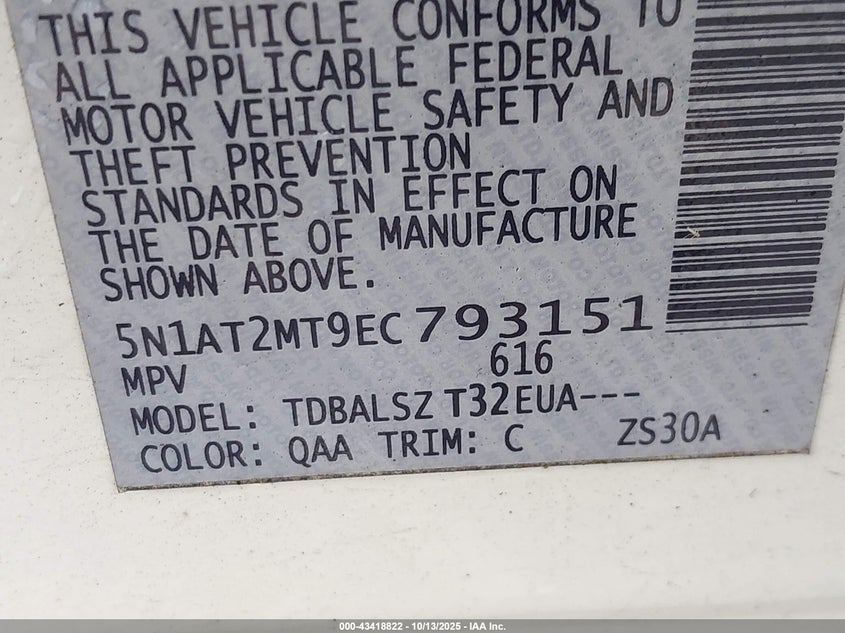 THIS VEHICLE CONFORMS TO
ALL APPLICABLE FEDERAL
MOTOR VEHICLE SAFETY AND
THEFT PREVENTION
STANDARDS IN EFFECT ON
THE DATE OF MANUFACTURE
SHOWN ABOVE.
5N1AT2MT9EC793151
MPV 616
MODEL: TDBALSZ T32EUA---
COLOR: QAA TRIM: C ZS30A
000-43418822 - 10/13/2025 - IAA Inc.